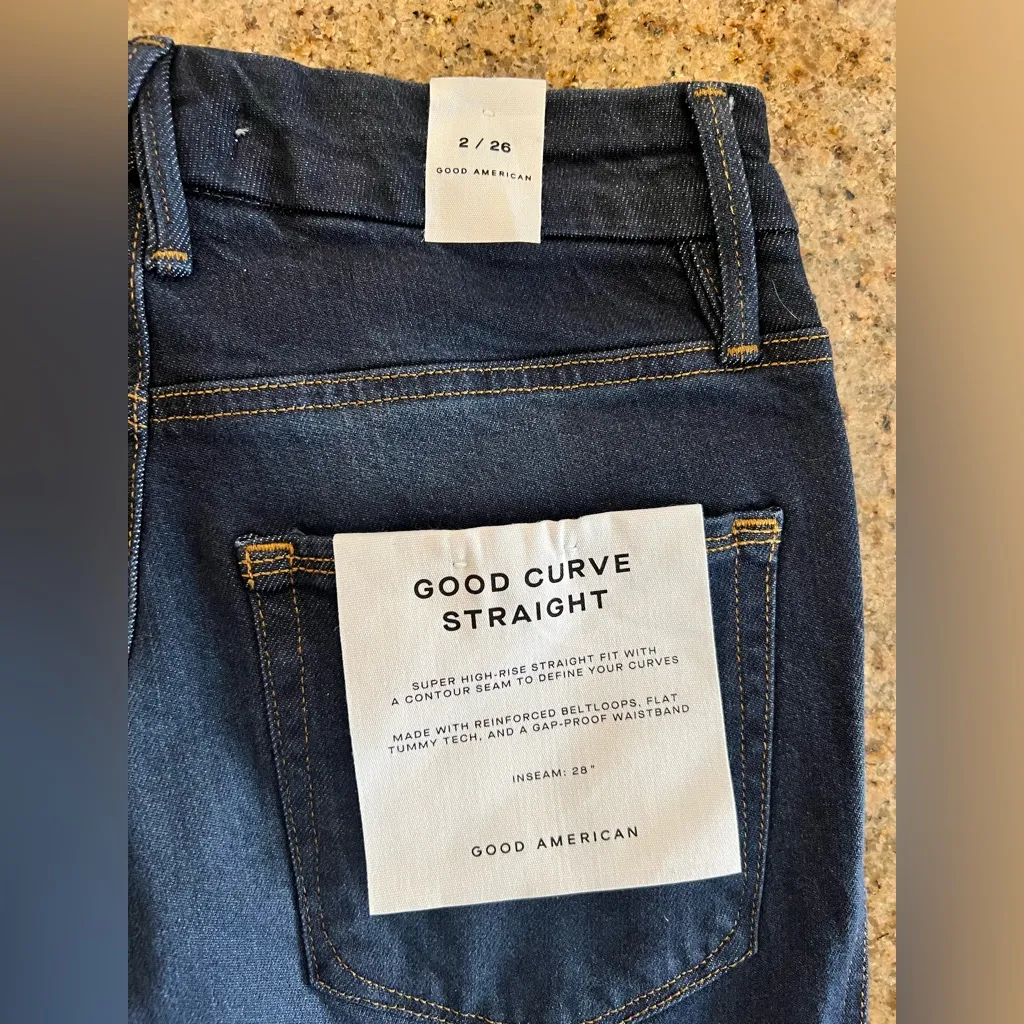 2 / 26
GOOD AMERICAN
GOOD CURVE
STRAIGHT
SUPER HIGH-RISE STRAIGHT FIT WITH
A CONTOUR SEAM TO DEFINE YOUR CURVES
MADE WITH REINFORCED BELTLOOPS, FLAT
TUMMY TECH, AND A GAP-PROOF WAISTBAND
INSEAM: 28"
GOOD AMERICAN